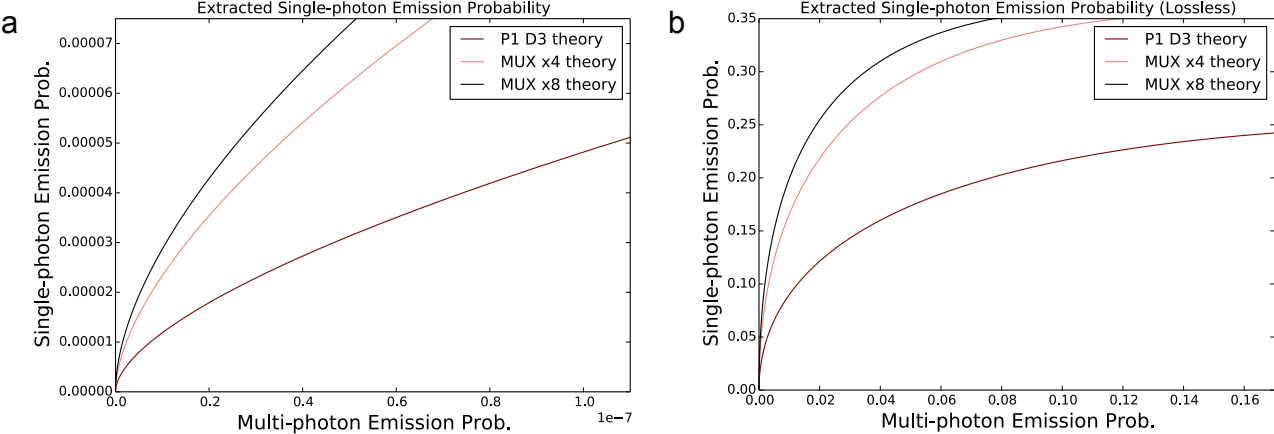 a
Extracted Single-photon Emission Probability
P1 D3 theory
MUX x4 theory
MUX x8 theory
Single-photon Emission Prob.
0.00007
0.00006
0.00005
0.00004
0.00003
0.00002
0.00001
0.00000
0.0 0.2 0.4 0.6 0.8 1.0
1e-7
Multi-photon Emission Prob.
b
Extracted Single-photon Emission Probability (Lossless)
P1 D3 theory
MUX x4 theory
MUX x8 theory
Single-photon Emission Prob.
0.35
0.30
0.25
0.20
0.15
0.10
0.05
0.00
0.00 0.02 0.04 0.06 0.08 0.10 0.12 0.14 0.16
Multi-photon Emission Prob.